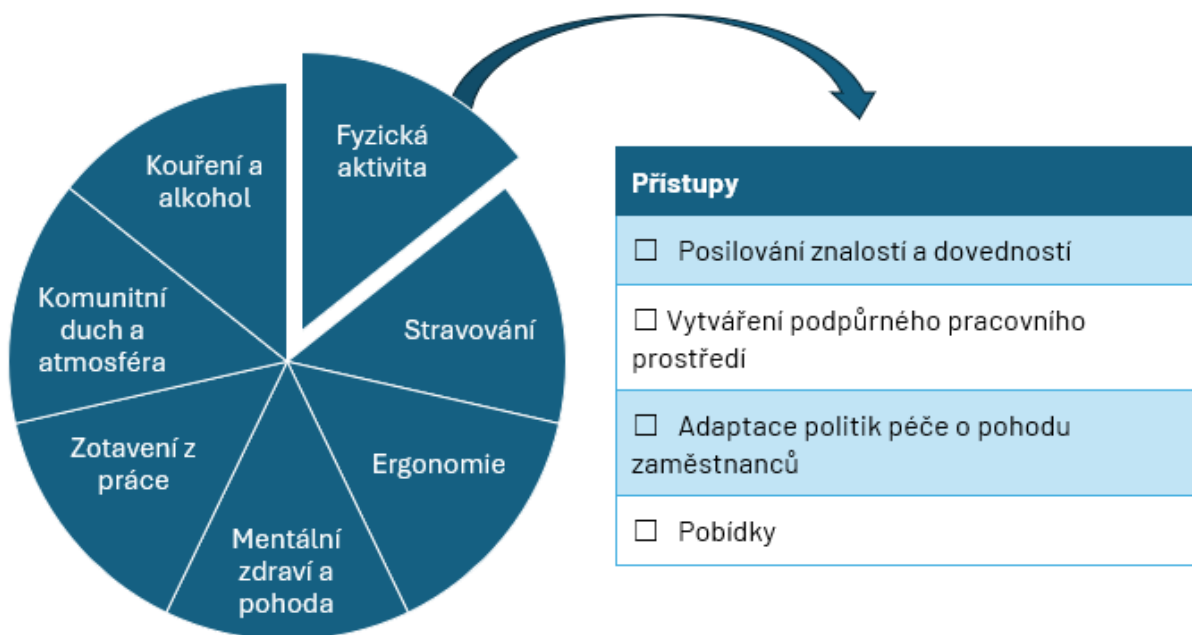 Fyzická
aktivita
Stravování
Ergonomie
Mentální
zdraví a
pohoda
Zotavení z
práce
Komunitní
duch a
atmosféra
Kouření a
alkohol
Přístupy
☐ Posilování znalostí a dovedností
☐ Vytváření podpůrného pracovního
prostředí
☐ Adaptace politik péče o pohodu
zaměstnanců
☐ Pobídky